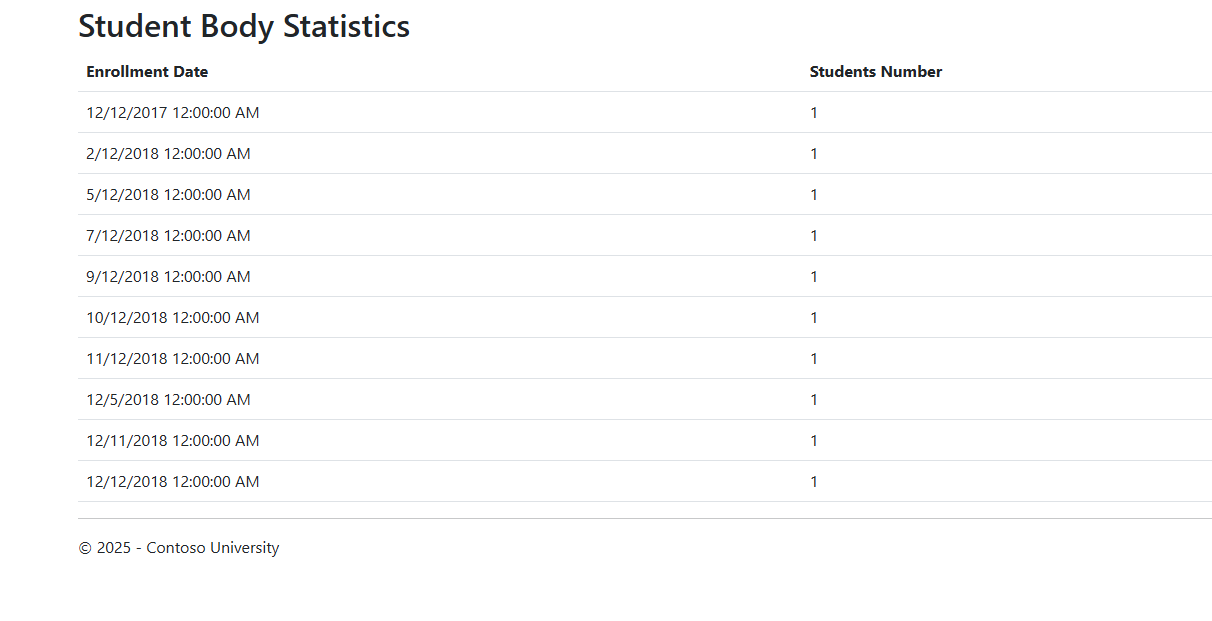 Student Body Statistics
Enrollment Date Students Number
12/12/2017 12:00:00 AM 1
2/12/2018 12:00:00 AM 1
5/12/2018 12:00:00 AM 1
7/12/2018 12:00:00 AM 1
9/12/2018 12:00:00 AM 1
10/12/2018 12:00:00 AM 1
11/12/2018 12:00:00 AM 1
12/5/2018 12:00:00 AM 1
12/11/2018 12:00:00 AM 1
12/12/2018 12:00:00 AM 1
© 2025 - Contoso University